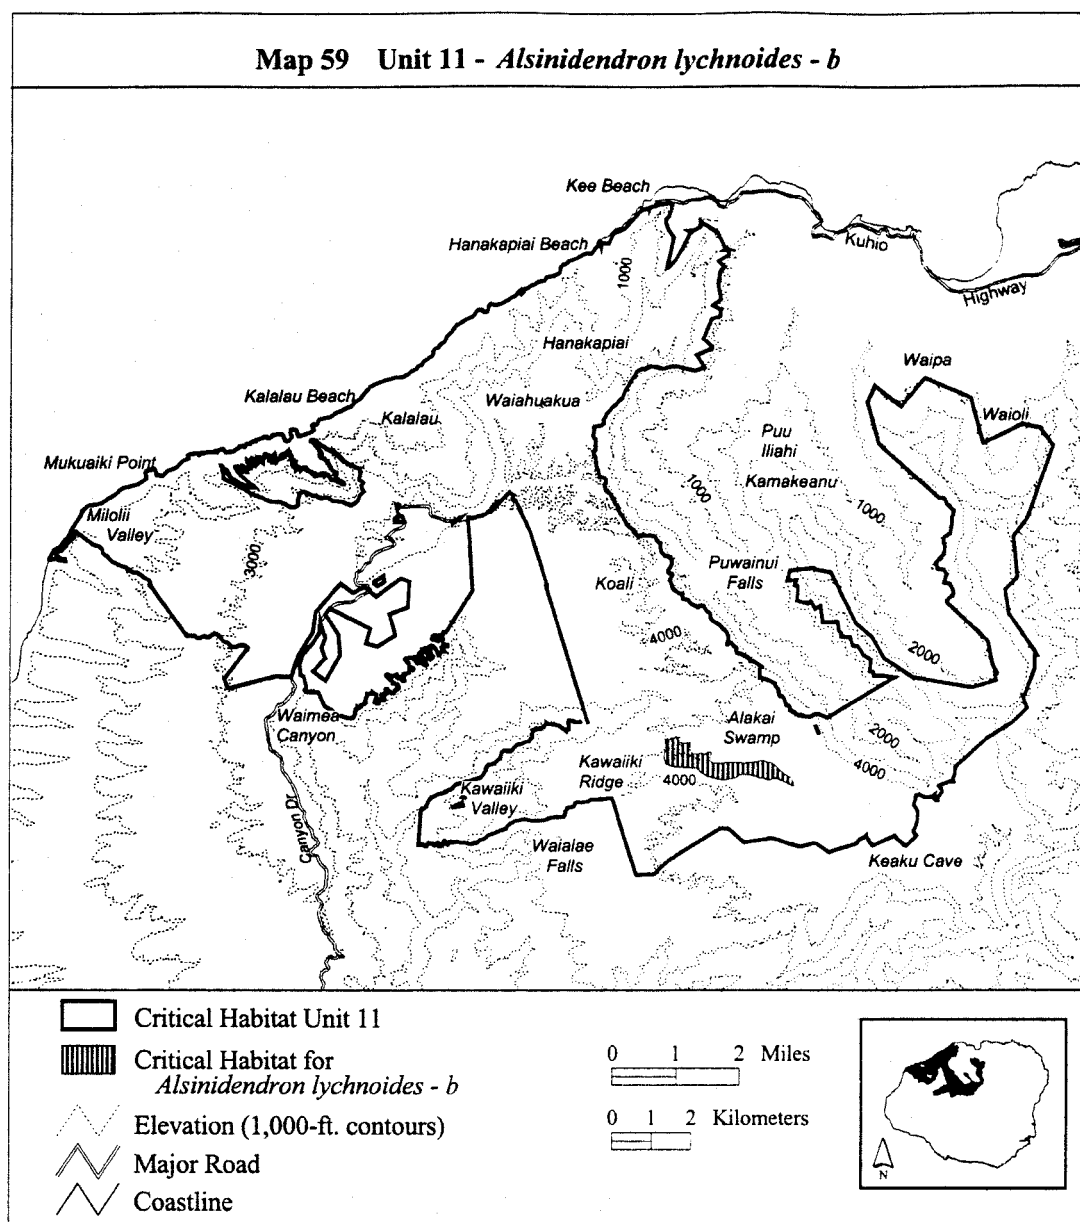 Map 59 Unit 11 - Alsinidendron lychnoides - b
Kee Beach
Hanakapiai Beach
Kuhio
1000
Highway
Hanakapiai
Waipa
Kalalau Beach
Waiahuakua
Kalalau
Waioli
Puu
Iliahi
Mukuaiki Point
Kamakeanu
1000
1000
Milolii
Valley
3000
Puwainui
Falls
Koali
4000
2000
Waimea
Canyon
Alakai
Swamp
2000
Kawaiiki
Ridge
4000
4000
Kawaiiki
Valley
Canyon Dr
Waialae
Falls
Keaku Cave
Critical Habitat Unit 11
Critical Habitat for
Alsinidendron lychnoides - b
Elevation (1,000-ft. contours)
Major Road
Coastline
0 1 2 Miles
0 1 2 Kilometers
N